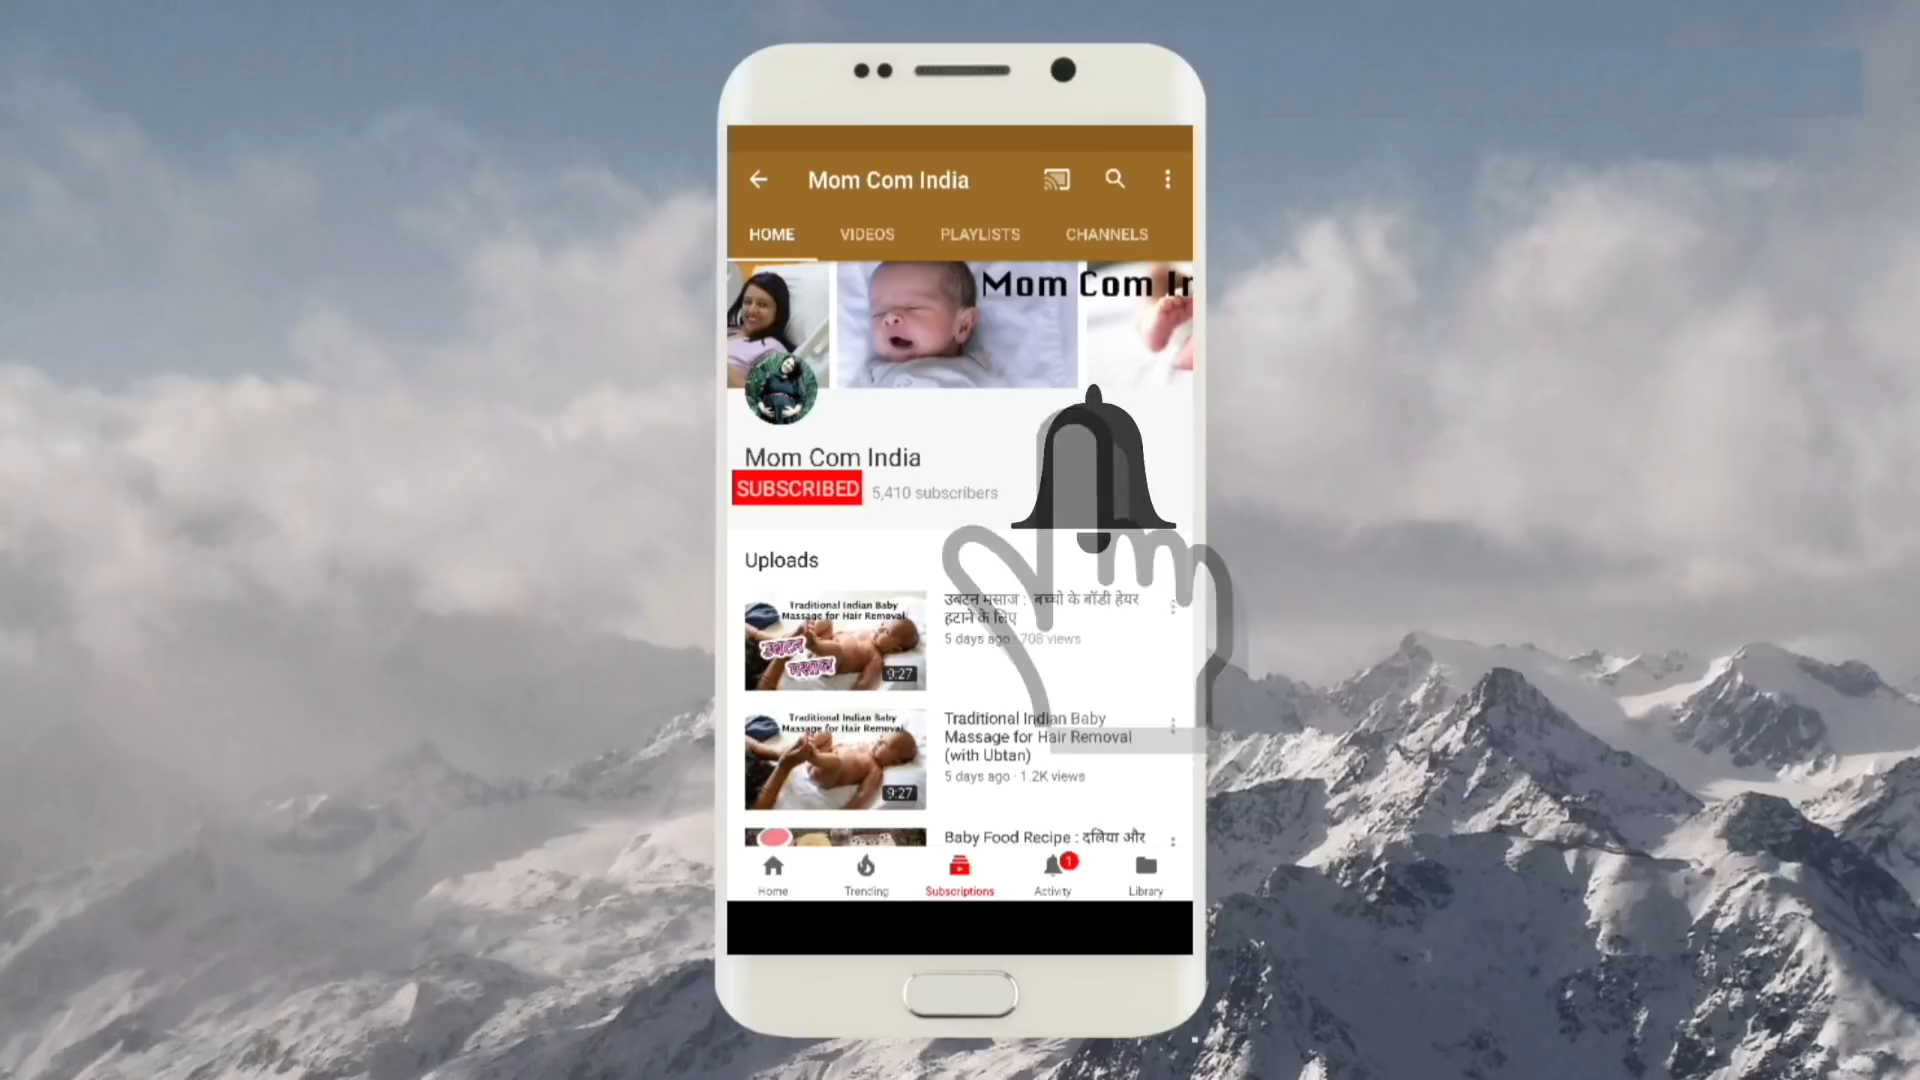 Mom Com India
HOME VIDEOS PLAYLISTS CHANNELS
Mom Com In
Mom Com India
SUBSCRIBED 5,410 subscribers
Uploads
Traditional Indian Baby
Massage for Hair Removal
उबटन
मसाज
9:27
उबटन मसाज : बच्चो के बॉडी हेयर
हटाने के लिए
5 days ago · 708 views
Traditional Indian Baby
Massage for Hair Removal
9:27
Traditional Indian Baby
Massage for Hair Removal
(with Ubtan)
5 days ago · 1.2K views
Baby Food Recipe : दलिया और
1
Home Trending Subscriptions Activity Library